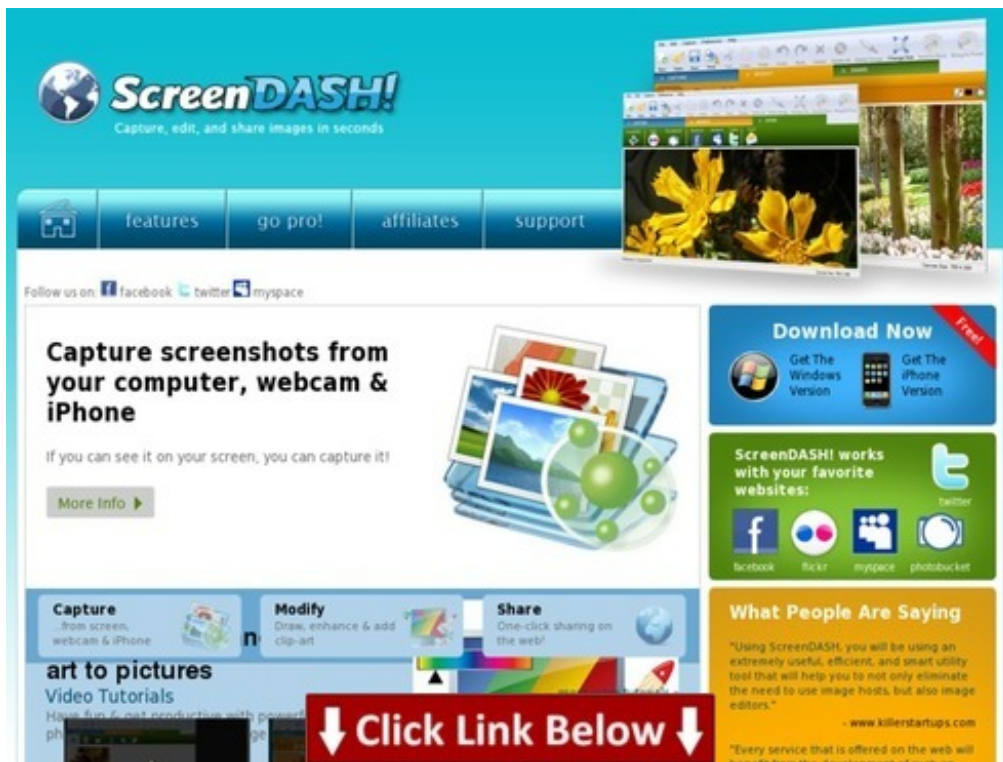 ScreenDASH!
Capture, edit, and share images in seconds
features
go pro!
affiliates
support
Follow us on: facebook twitter myspace
Capture screenshots from
your computer, webcam &
iPhone
If you can see it on your screen, you can capture it!
More Info
Download Now
Free!
Get The
Windows
Version
Get The
iPhone
Version
ScreenDASH! works
with your favorite
websites:
twitter
facebook
flickr
myspace
photobucket
Capture
...from screen,
webcam & iPhone
Modify
Draw, enhance & add
clip-art
Share
One-click sharing on
the web!
art to pictures
Video Tutorials
Have fun & get productive with
What People Are Saying
"Using ScreenDASH, you will be using an
extremely useful, efficient, and smart utility
tool that will help you to not only eliminate
the need to use image hosts, but also image
editors."
- www.killerstartups.com
"Every service that is offered on the web will
Click Link Below